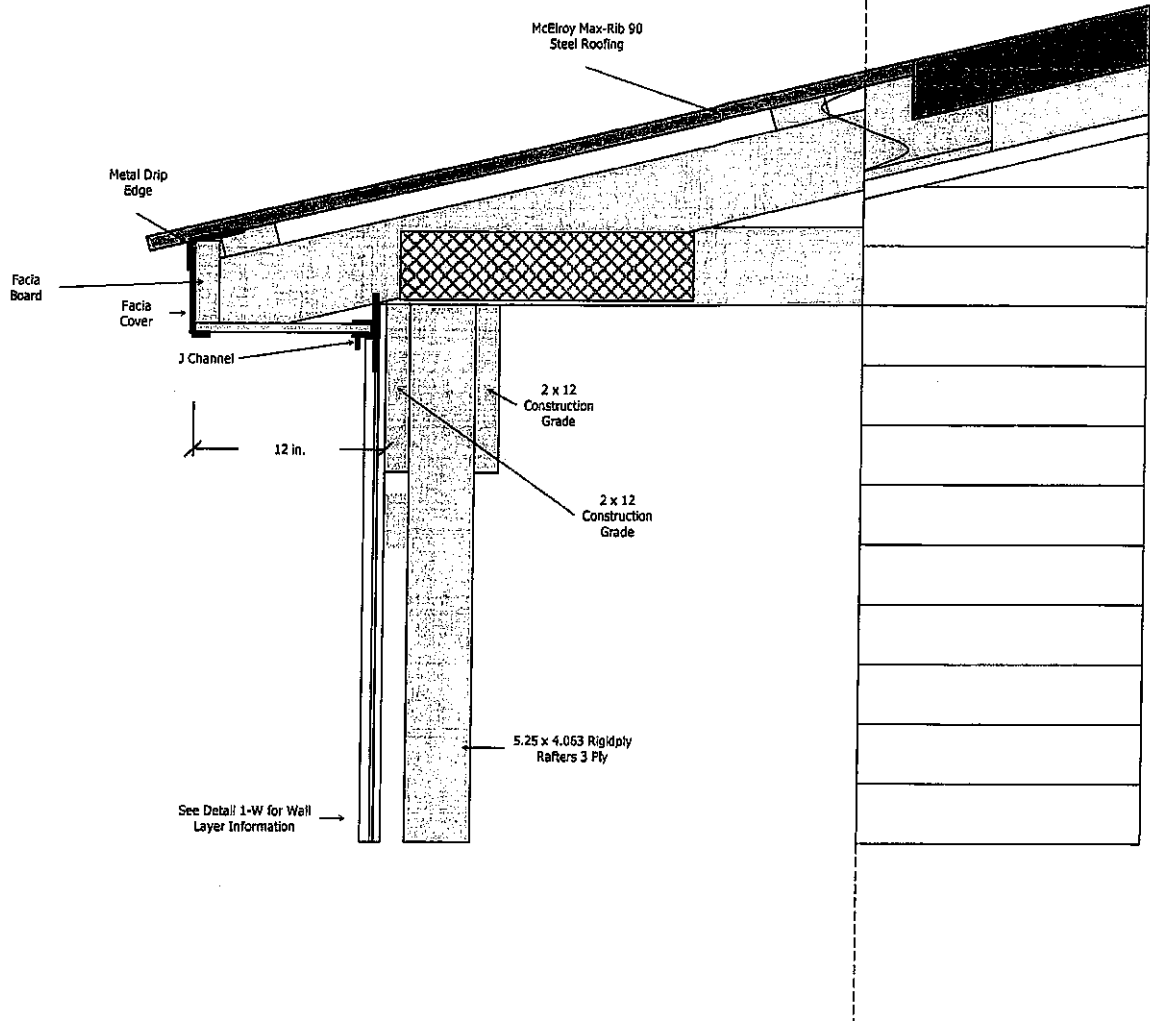 McElroy Max-Rib 90
Steel Roofing
Metal Drip
Edge
Facia
Board
Facia
Cover
J Channel
2 x 12
Construction
Grade
12 in.
2 x 12
Construction
Grade
5.25 x 4.063 Rigidply
Rafters 3 Ply
See Detail 1-W for Wall
Layer Information